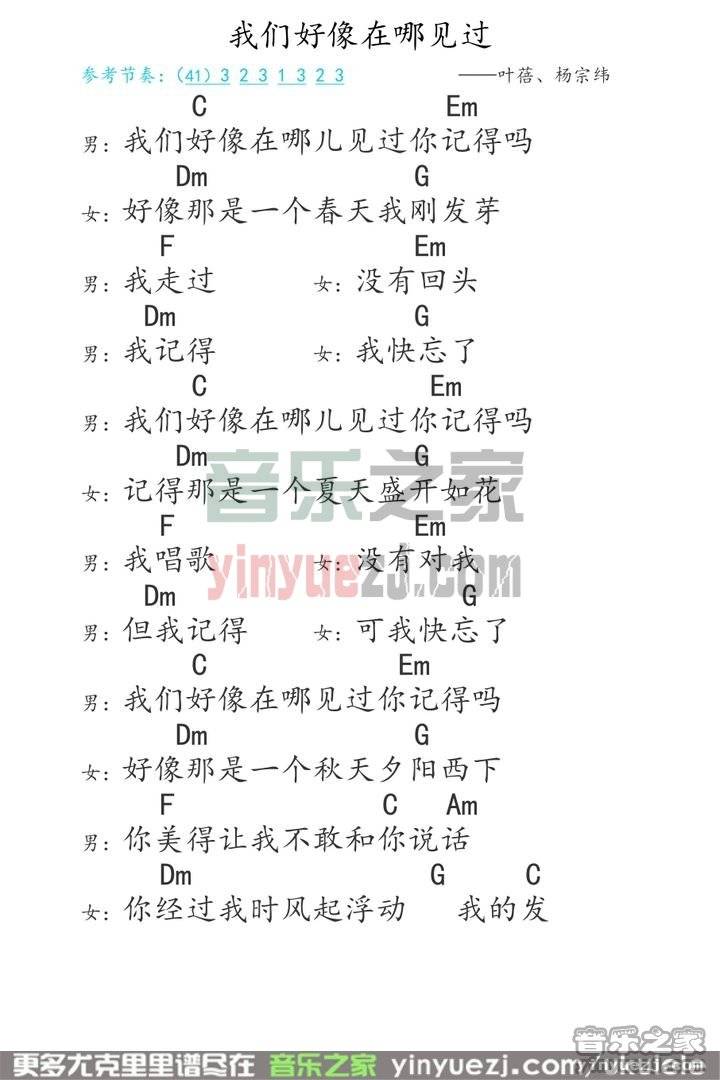 我们好像在哪见过
参考节奏：（41）3 2 3 1 3 2 3 ——叶蓓、杨宗纬
C Em
男：我们好像在哪儿见过你记得吗
Dm G
女：好像那是一个春天我刚发芽
F Em
男：我走过 女：没有回头
Dm G
男：我记得 女：我快忘了
C Em
男：我们好像在哪儿见过你记得吗
Dm G
女：记得那是一个夏天盛开如花
F Em
男：我唱歌 女：没有对我
Dm G
男：但我记得 女：可我快忘了
C Em
男：我们好像在哪见过你记得吗
Dm G
女：好像那是一个秋天夕阳西下
F C Am
男：你美得让我不敢和你说话
Dm G C
女：你经过我时风起浮动 我的发
音乐之家
yinyuezj.com
更多尤克里里谱尽在 音乐之家 yinyuezj.com/ukulele
音乐之家
yinyuezj.com